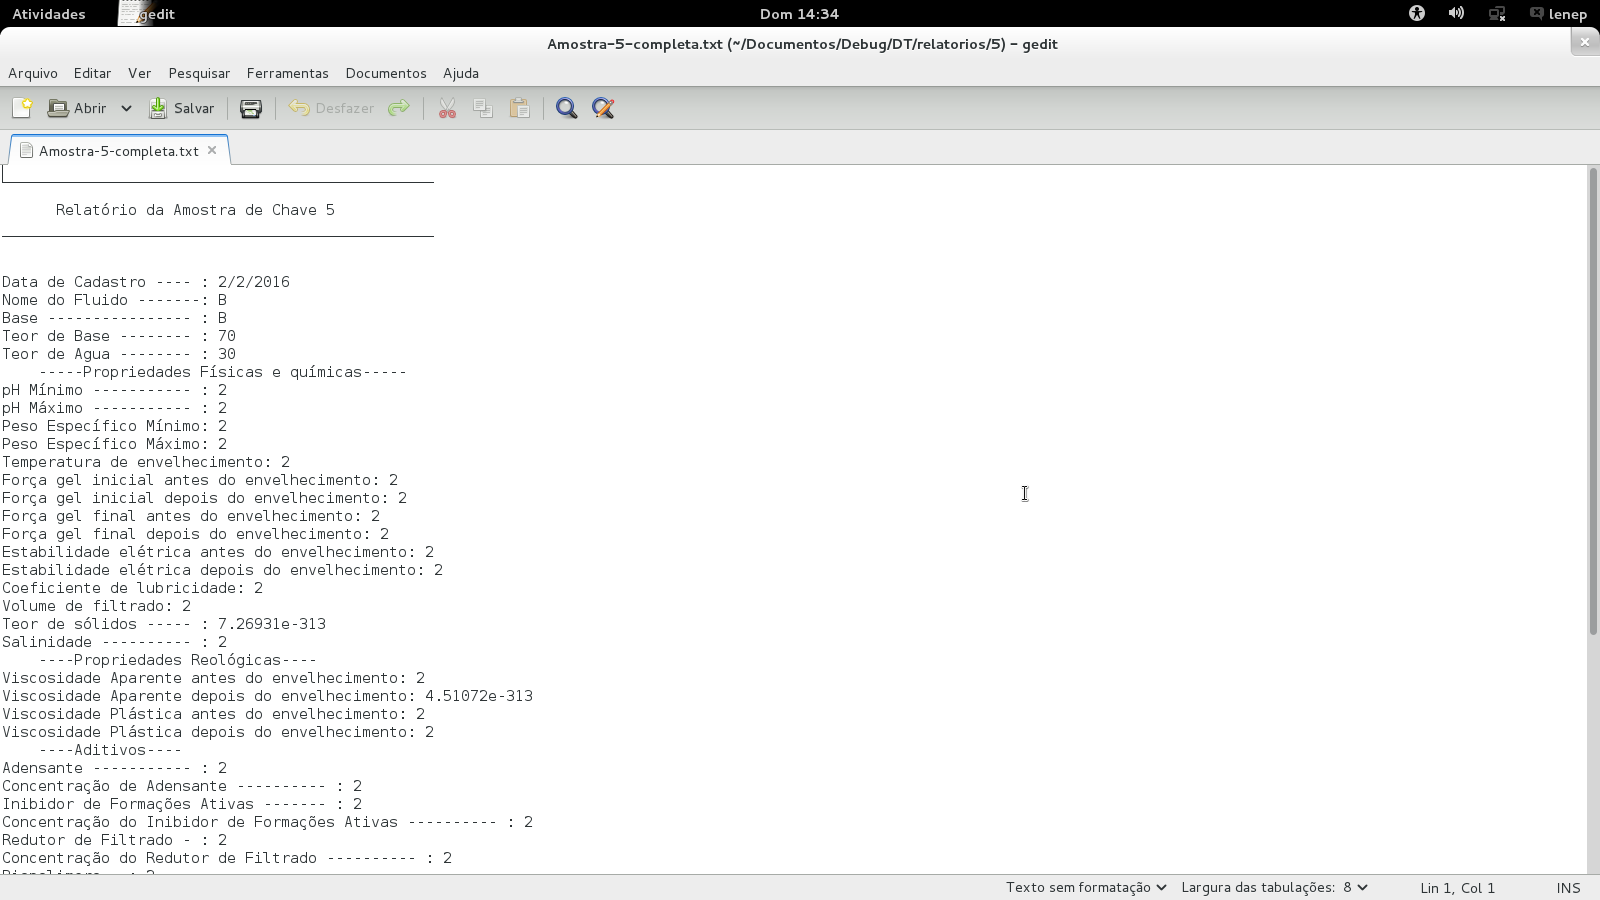 Atividades gedit Dom 14:34 lenep
Amostra-5-completa.txt (~/Documentos/Debug/DT/relatorios/5) - gedit
Arquivo Editar Ver Pesquisar Ferramentas Documentos Ajuda
Abrir Salvar Desfazer
Amostra-5-completa.txt
Relatório da Amostra de Chave 5
Data de Cadastro ---- : 2/2/2016
Nome do Fluido -------: B
Base ---------------- : B
Teor de Base -------- : 70
Teor de Agua -------- : 30
-----Propriedades Físicas e químicas-----
pH Mínimo ----------- : 2
pH Máximo ----------- : 2
Peso Específico Mínimo: 2
Peso Específico Máximo: 2
Temperatura de envelhecimento: 2
Força gel inicial antes do envelhecimento: 2
Força gel inicial depois do envelhecimento: 2
Força gel final antes do envelhecimento: 2
Força gel final depois do envelhecimento: 2
Estabilidade elétrica antes do envelhecimento: 2
Estabilidade elétrica depois do envelhecimento: 2
Coeficiente de lubricidade: 2
Volume de filtrado: 2
Teor de sólidos ----- : 7.26931e-313
Salinidade ---------- : 2
----Propriedades Reológicas----
Viscosidade Aparente antes do envelhecimento: 2
Viscosidade Aparente depois do envelhecimento: 4.51072e-313
Viscosidade Plástica antes do envelhecimento: 2
Viscosidade Plástica depois do envelhecimento: 2
----Aditivos----
Adensante ----------- : 2
Concentração de Adensante ---------- : 2
Inibidor de Formações Ativas ------- : 2
Concentração do Inibidor de Formações Ativas ---------- : 2
Redutor de Filtrado - : 2
Concentração do Redutor de Filtrado ---------- : 2
Texto sem formatação Largura das tabulações: 8 Lin 1, Col 1 INS